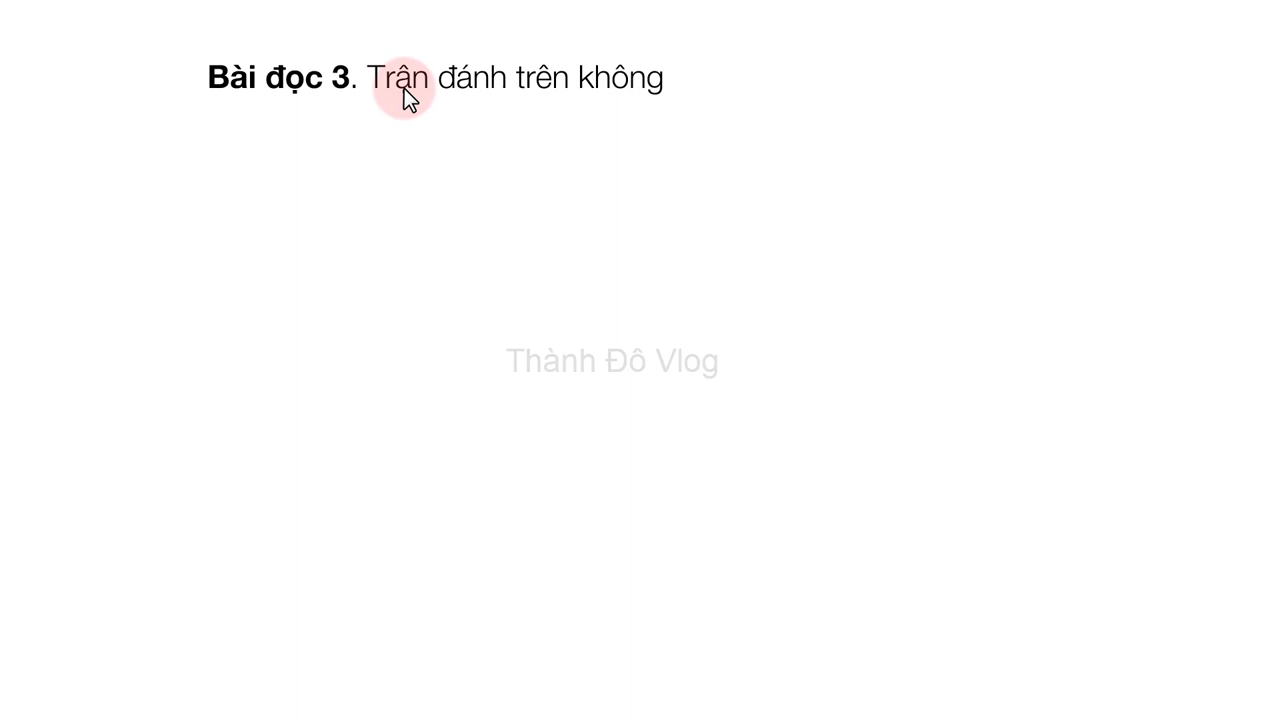 Bài đọc 3. Trận đánh trên không
Thành Đô Vlog